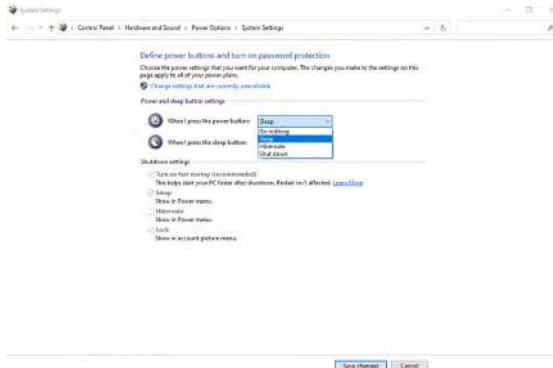 System Settings
Control Panel > Hardware and Sound > Power Options > System Settings
Define power buttons and turn on password protection
Choose the power settings that you want for your computer. The changes you make to the settings on this
page apply to all of your power plans.
Change settings that are currently unavailable
Power and sleep button settings
When I press the power button: Sleep
Do nothing
Sleep
Hibernate
Shut down
When I press the sleep button:
Shutdown settings
Turn on fast startup (recommended)
This helps start your PC faster after shutdown. Restart isn't affected. Learn More
Sleep
Show in Power menu.
Hibernate
Show in Power menu.
Lock
Show in account picture menu.
Save changes Cancel